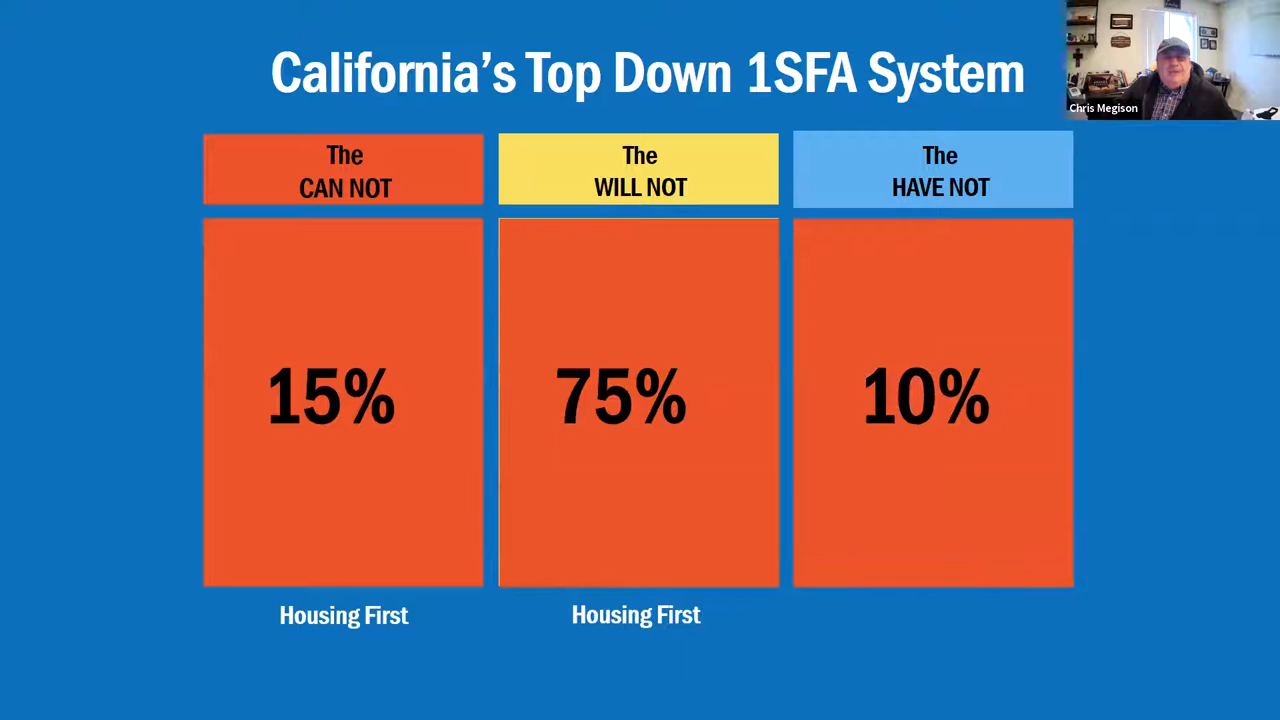 California's Top Down 1SFA System
Chris Megison
The
CAN NOT
The
WILL NOT
The
HAVE NOT
15%
75%
10%
Housing First
Housing First